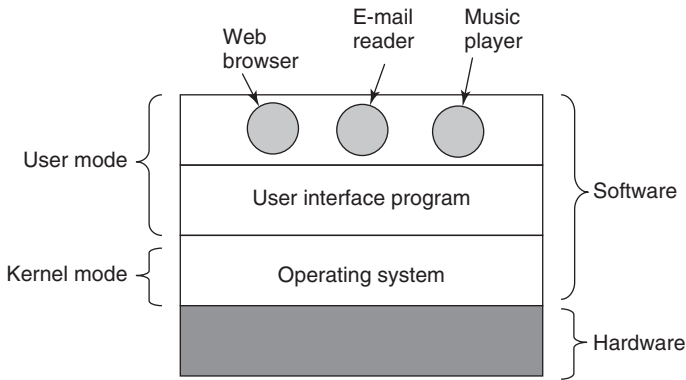 Web
browser
E-mail
reader
Music
player
User mode
User interface program
Software
Kernel mode
Operating system
Hardware